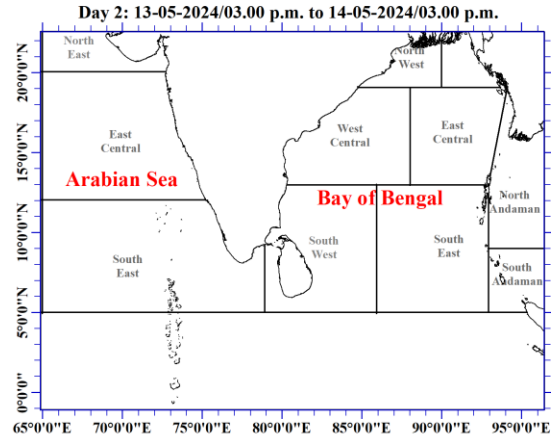 Day 2: 13-05-2024/03.00 p.m. to 14-05-2024/03.00 p.m.
North
East
North
West
20°0'0"N
East
Central
West
Central
East
Central
15°0'0"N
Arabian Sea
Bay of Bengal
North
Andaman
10°0'0"N
South
East
South
West
South
East
South
Andaman
5°0'0"N
0°0'0"
65°0'0"E 70°0'0"E 75°0'0"E 80°0'0"E 85°0'0"E 90°0'0"E 95°0'0"E